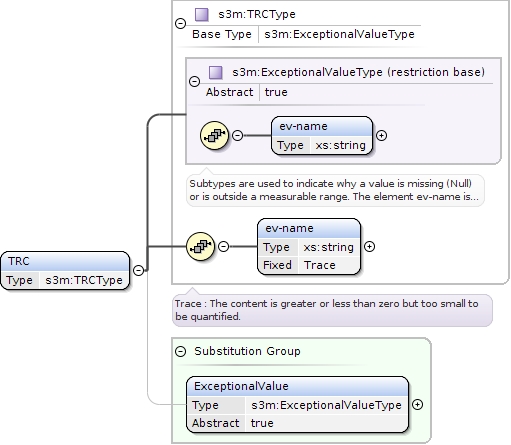 s3m:TRCType
Base Type s3m:ExceptionalValueType
s3m:ExceptionalValueType (restriction base)
Abstract true
ev-name
Type xs:string
Subtypes are used to indicate why a value is missing (Null)
or is outside a measurable range. The element ev-name is...
ev-name
Type xs:string
Fixed Trace
TRC
Type s3m:TRCType
Trace : The content is greater or less than zero but too small to
be quantified.
Substitution Group
ExceptionalValue
Type s3m:ExceptionalValueType
Abstract true